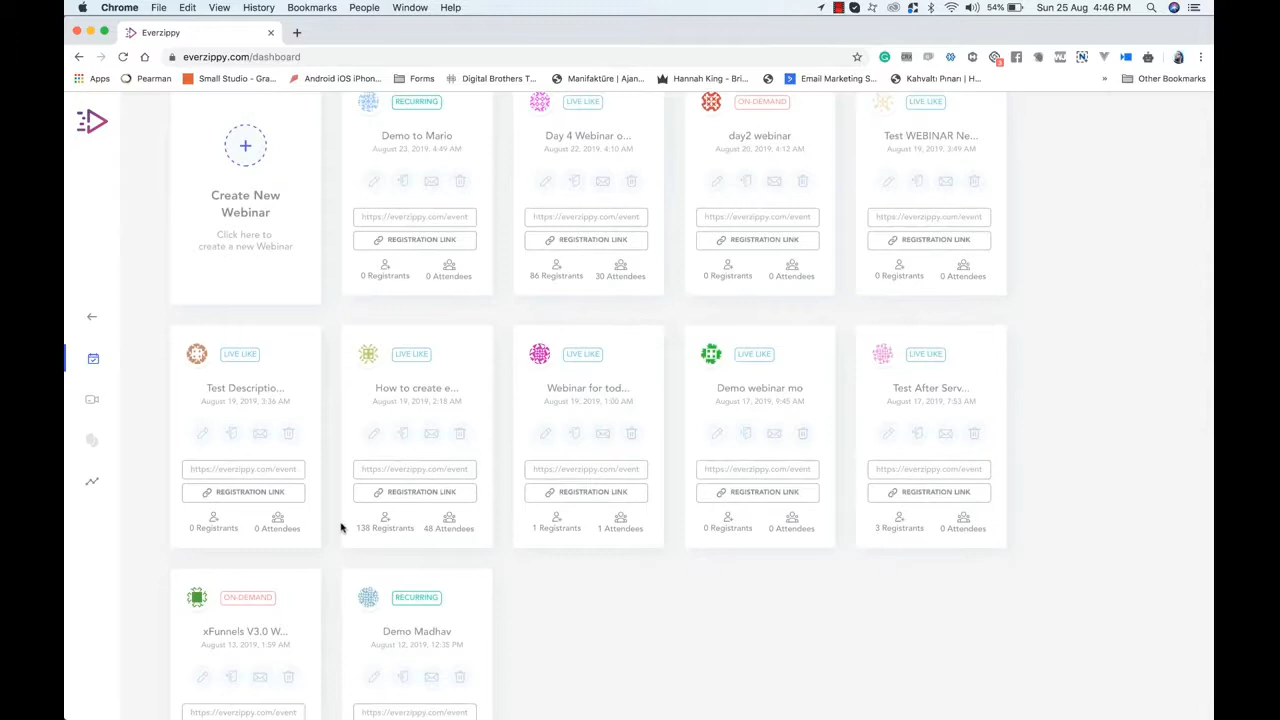 Chrome File Edit View History Bookmarks People Window Help 54% Sun 25 Aug 4:46 PM
Everzippy
everzippy.com/dashboard
Apps Pearman Small Studio - Gra... Android iOS iPhon... Forms Digital Brothers T... Manifaktüre | Ajan... Hannah King - Bri... Email Marketing S... Kahvaltı Pınarı | H... » Other Bookmarks
RECURRING LIVE LIKE ON-DEMAND LIVE LIKE
Demo to Mario Day 4 Webinar o... day2 webinar Test WEBINAR Ne...
August 23, 2019, 4:49 AM August 22, 2019, 4:10 AM August 20, 2019, 4:12 AM August 19, 2019, 3:49 AM
Create New
Webinar
Click here to
create a new Webinar
https://everzippy.com/event https://everzippy.com/event https://everzippy.com/event https://everzippy.com/event
REGISTRATION LINK REGISTRATION LINK REGISTRATION LINK REGISTRATION LINK
0 Registrants 0 Attendees 86 Registrants 30 Attendees 0 Registrants 0 Attendees 0 Registrants 0 Attendees
LIVE LIKE LIVE LIKE LIVE LIKE LIVE LIKE LIVE LIKE
Test Descriptio... How to create e... Webinar for tod... Demo webinar mo Test After Serv...
August 19, 2019, 3:36 AM August 19, 2019, 2:18 AM August 19, 2019, 1:00 AM August 17, 2019, 9:45 AM August 17, 2019, 7:53 AM
https://everzippy.com/event https://everzippy.com/event https://everzippy.com/event https://everzippy.com/event https://everzippy.com/event
REGISTRATION LINK REGISTRATION LINK REGISTRATION LINK REGISTRATION LINK REGISTRATION LINK
0 Registrants 0 Attendees 138 Registrants 48 Attendees 1 Registrants 1 Attendees 0 Registrants 0 Attendees 3 Registrants 0 Attendees
ON-DEMAND RECURRING
xFunnels V3.0 W... Demo Madhav
August 13, 2019, 1:59 AM August 12, 2019, 12:35 PM
https://everzippy.com/event https://everzippy.com/event